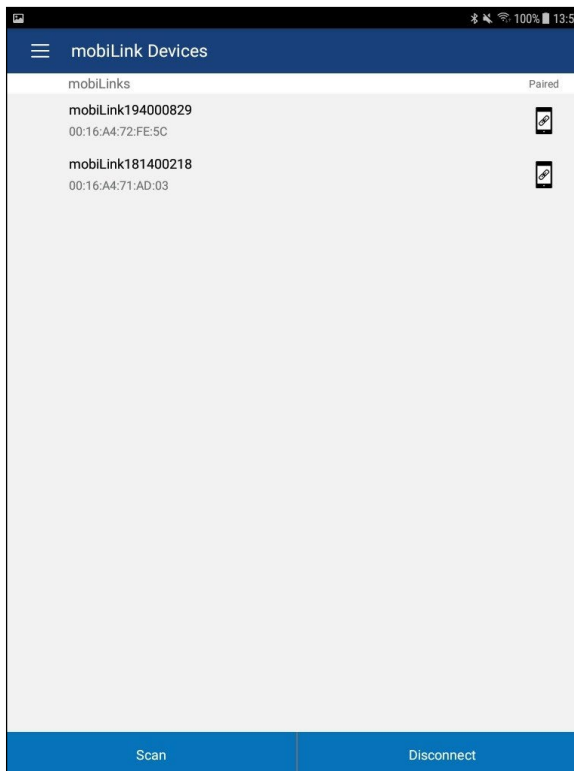 100% 13:5
mobiLink Devices
mobiLinks Paired
mobiLink194000829
00:16:A4:72:FE:5C
mobiLink181400218
00:16:A4:71:AD:03
Scan Disconnect